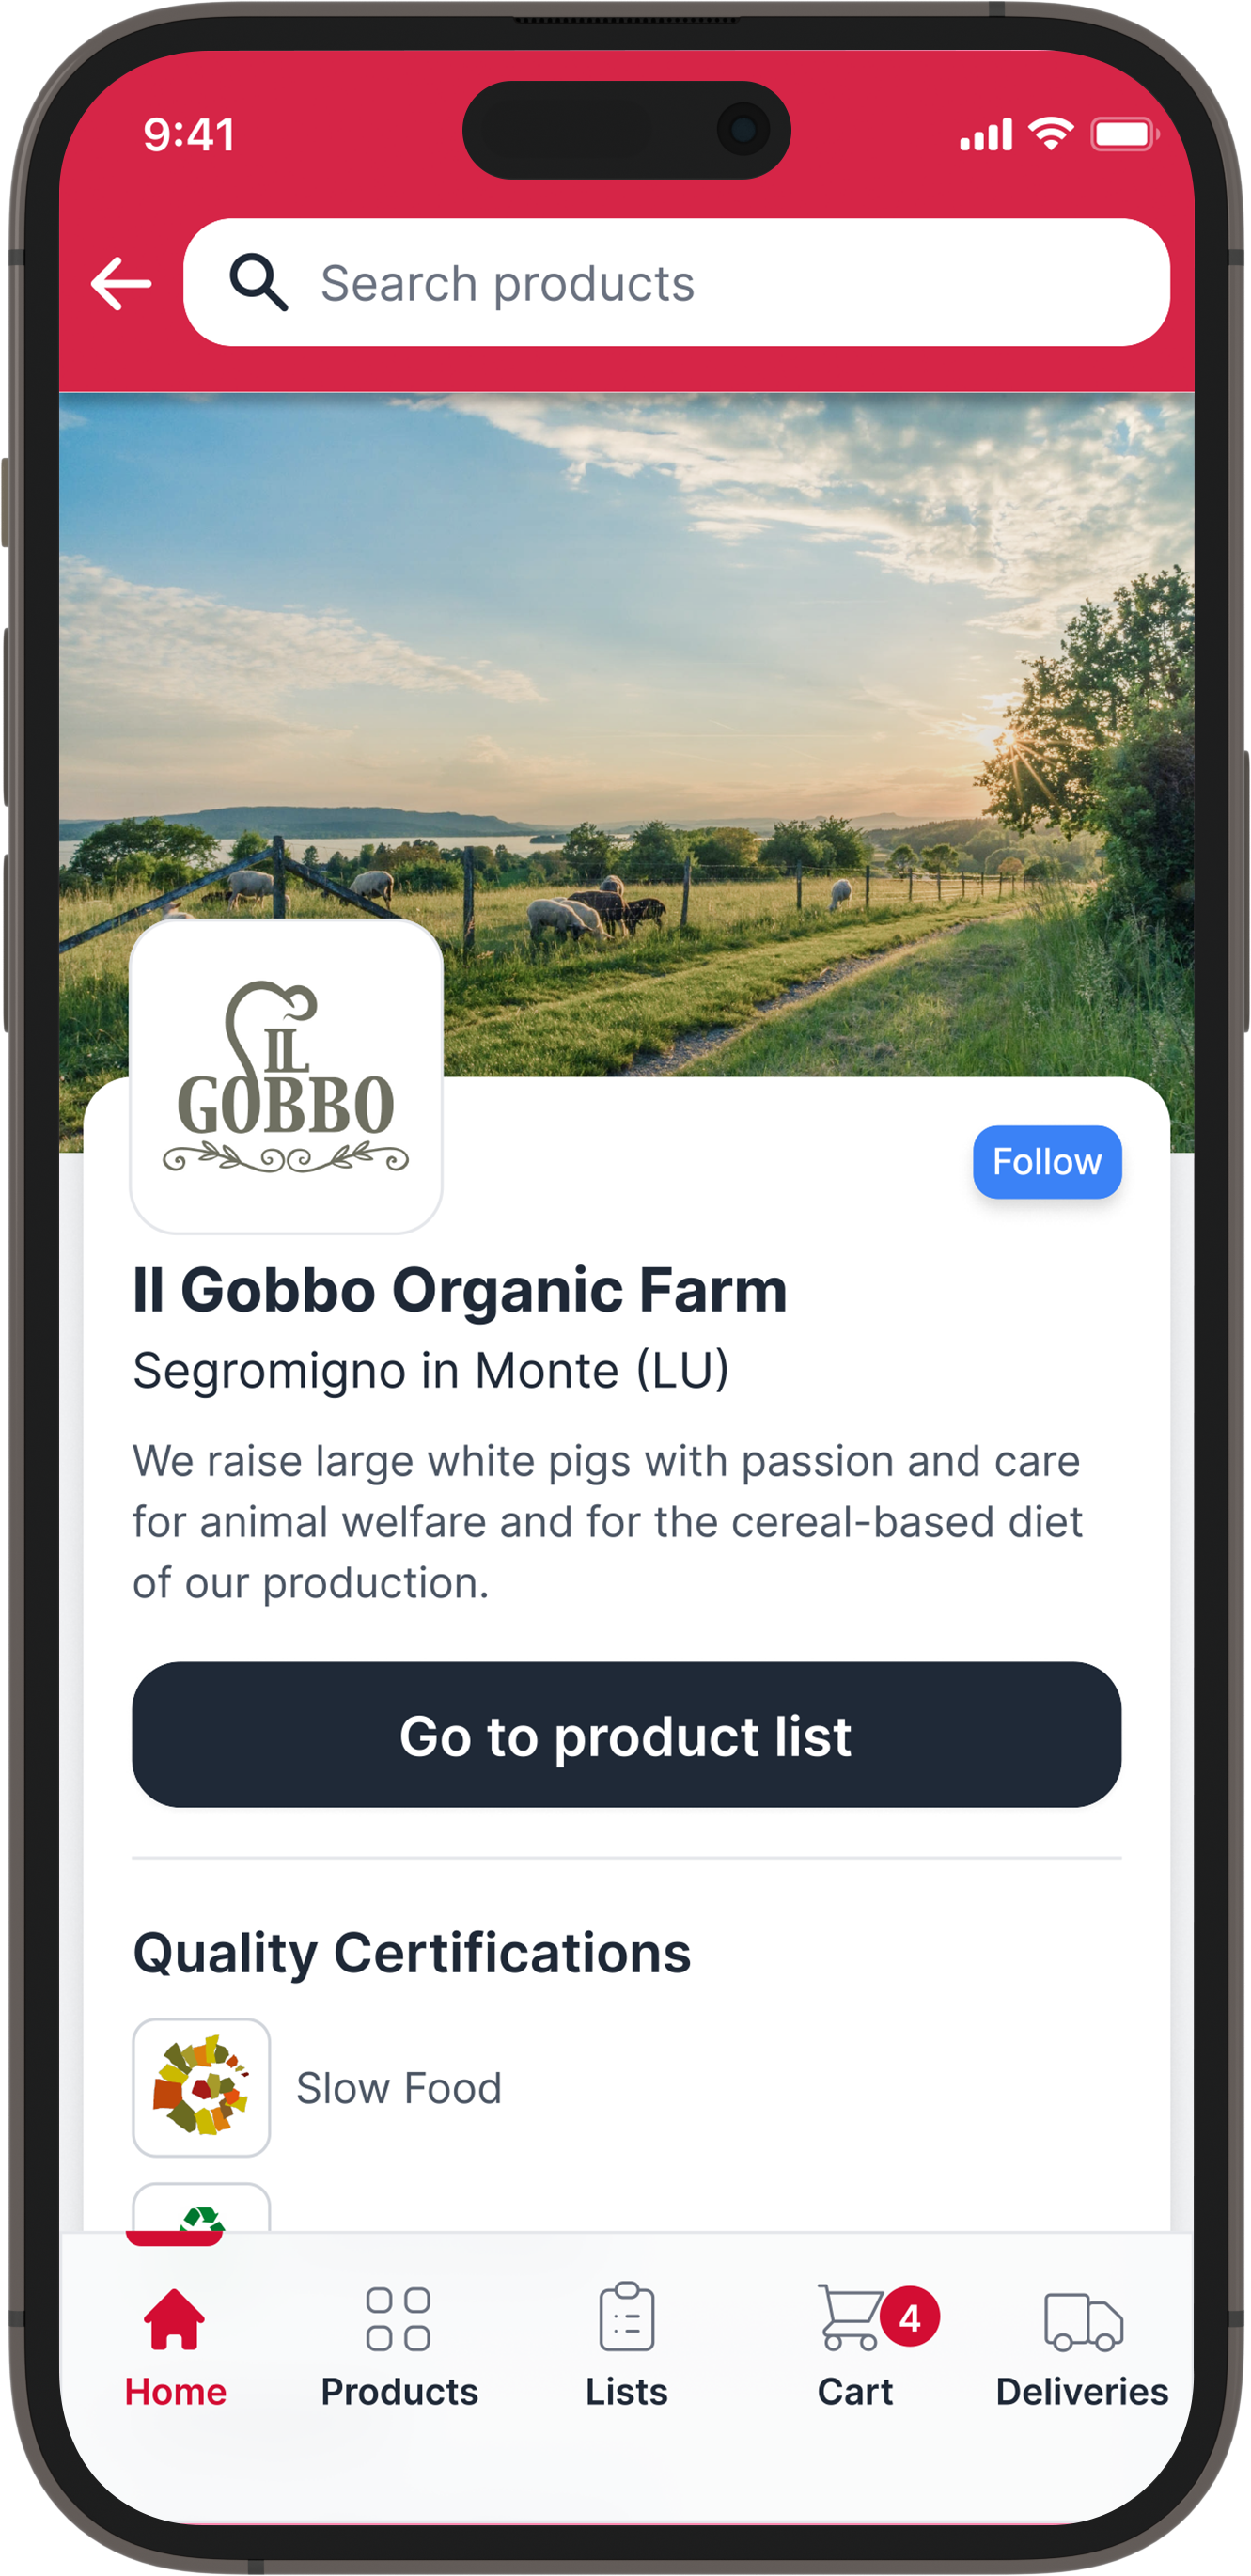 9:41
Search products
IL
GOBBO
Follow
Il Gobbo Organic Farm
Segromigno in Monte (LU)
We raise large white pigs with passion and care
for animal welfare and for the cereal-based diet
of our production.
Go to product list
Quality Certifications
Slow Food
4
Home
Products
Lists
Cart
Deliveries